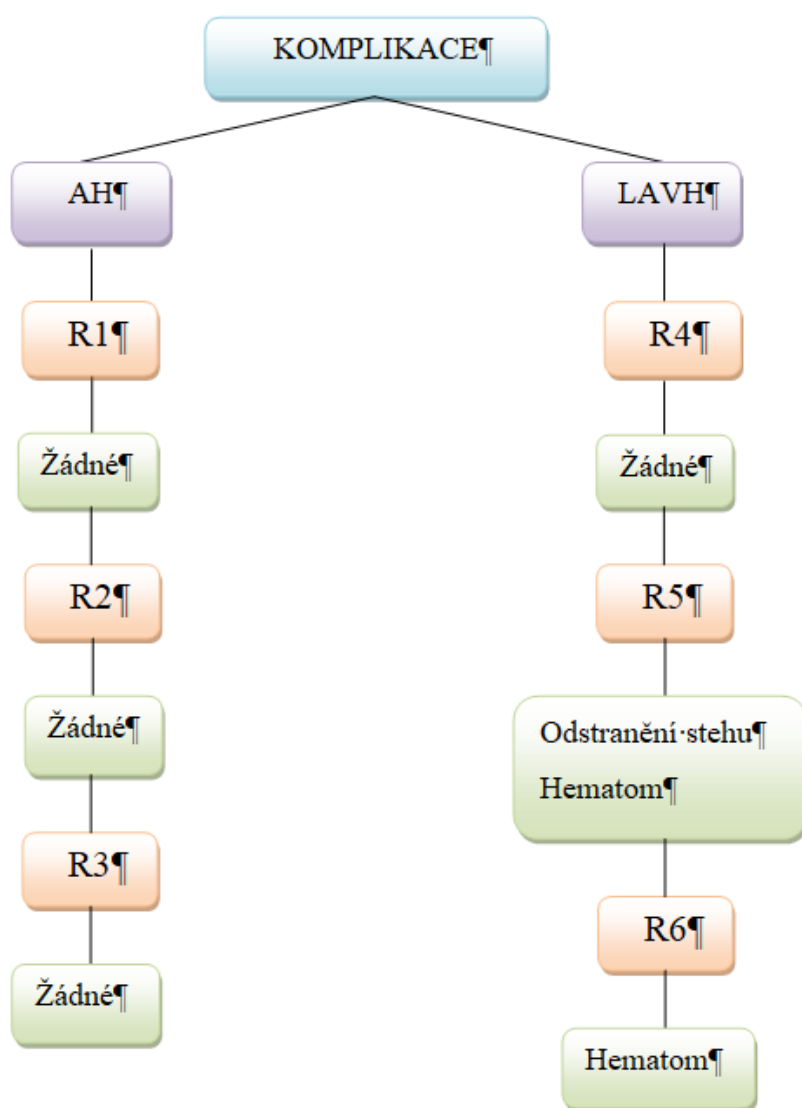 KOMPLIKACE¶
AH¶
R1¶
Žádné¶
R2¶
Žádné¶
R3¶
Žádné¶
LAVH¶
R4¶
Žádné¶
R5¶
Odstranění·stehu¶
Hematom¶
R6¶
Hematom¶